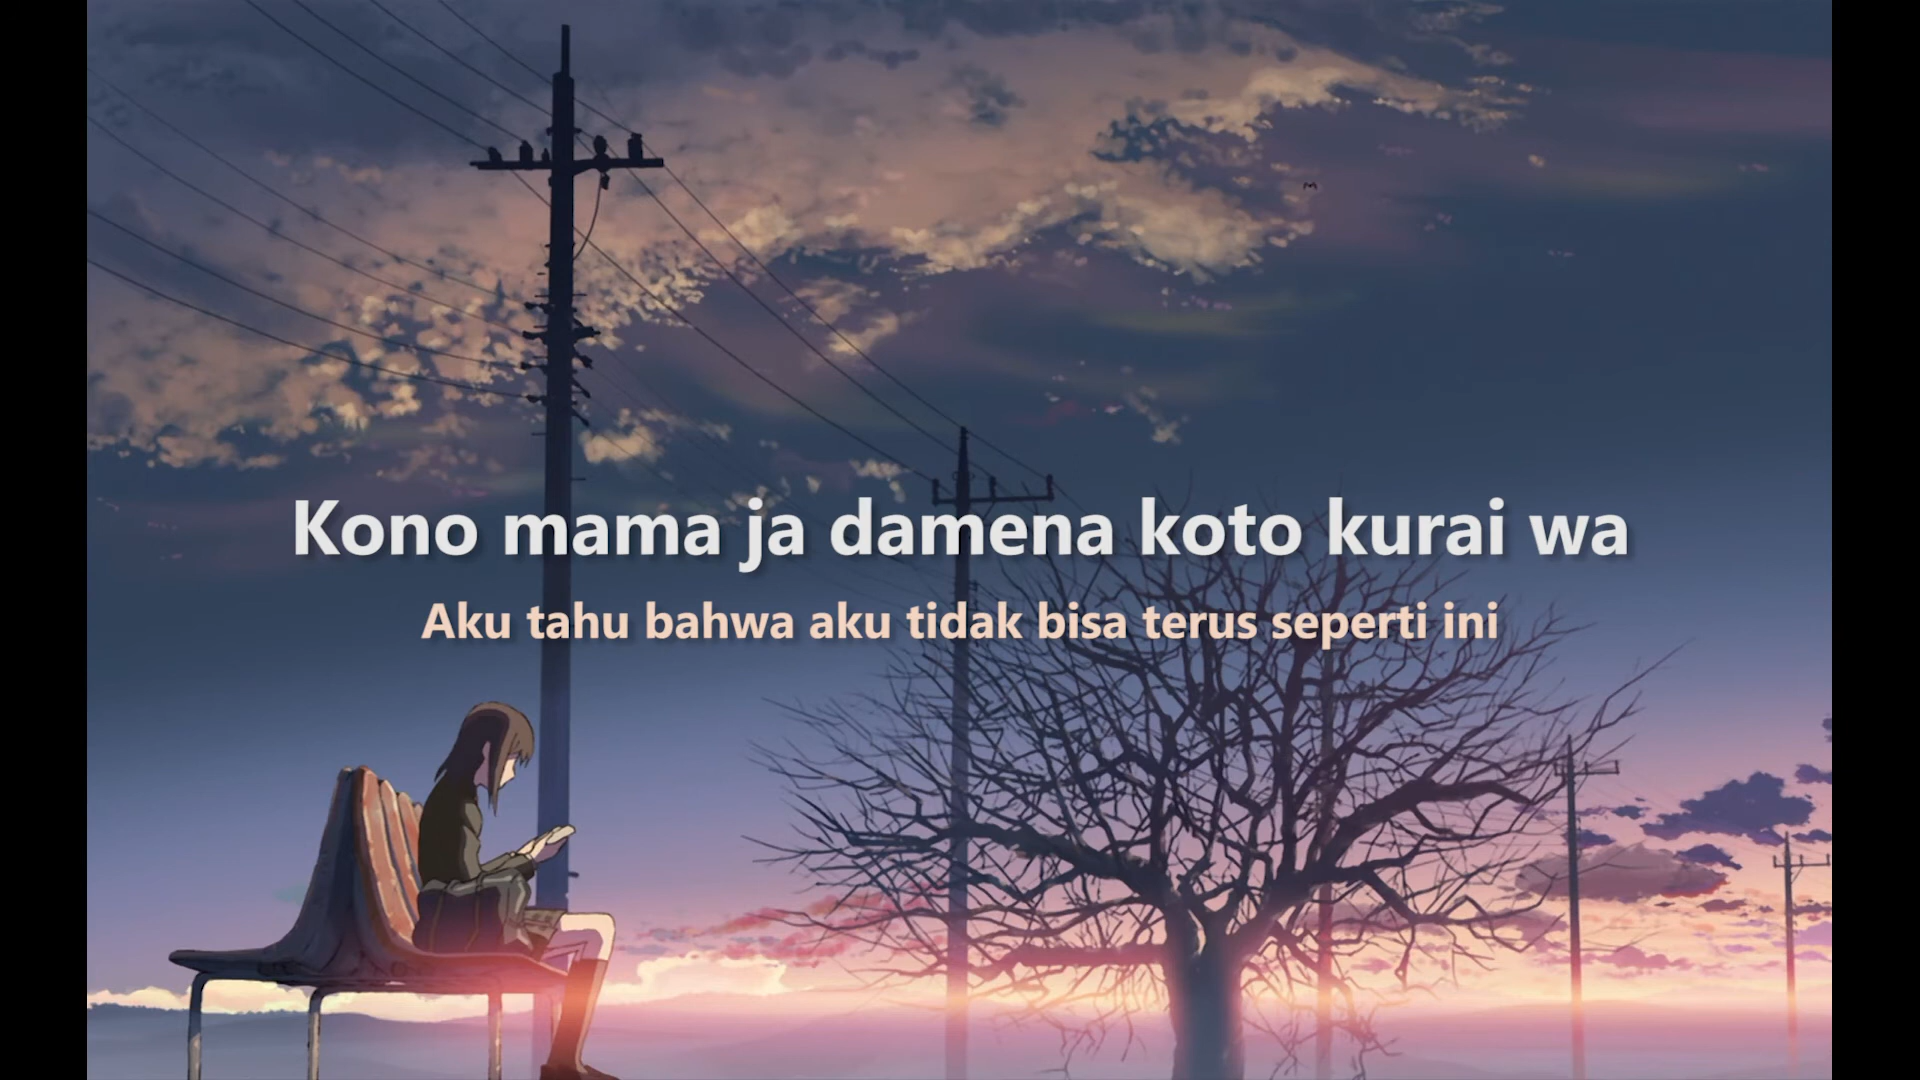 Kono mama ja damena koto kurai wa
Aku tahu bahwa aku tidak bisa terus seperti ini